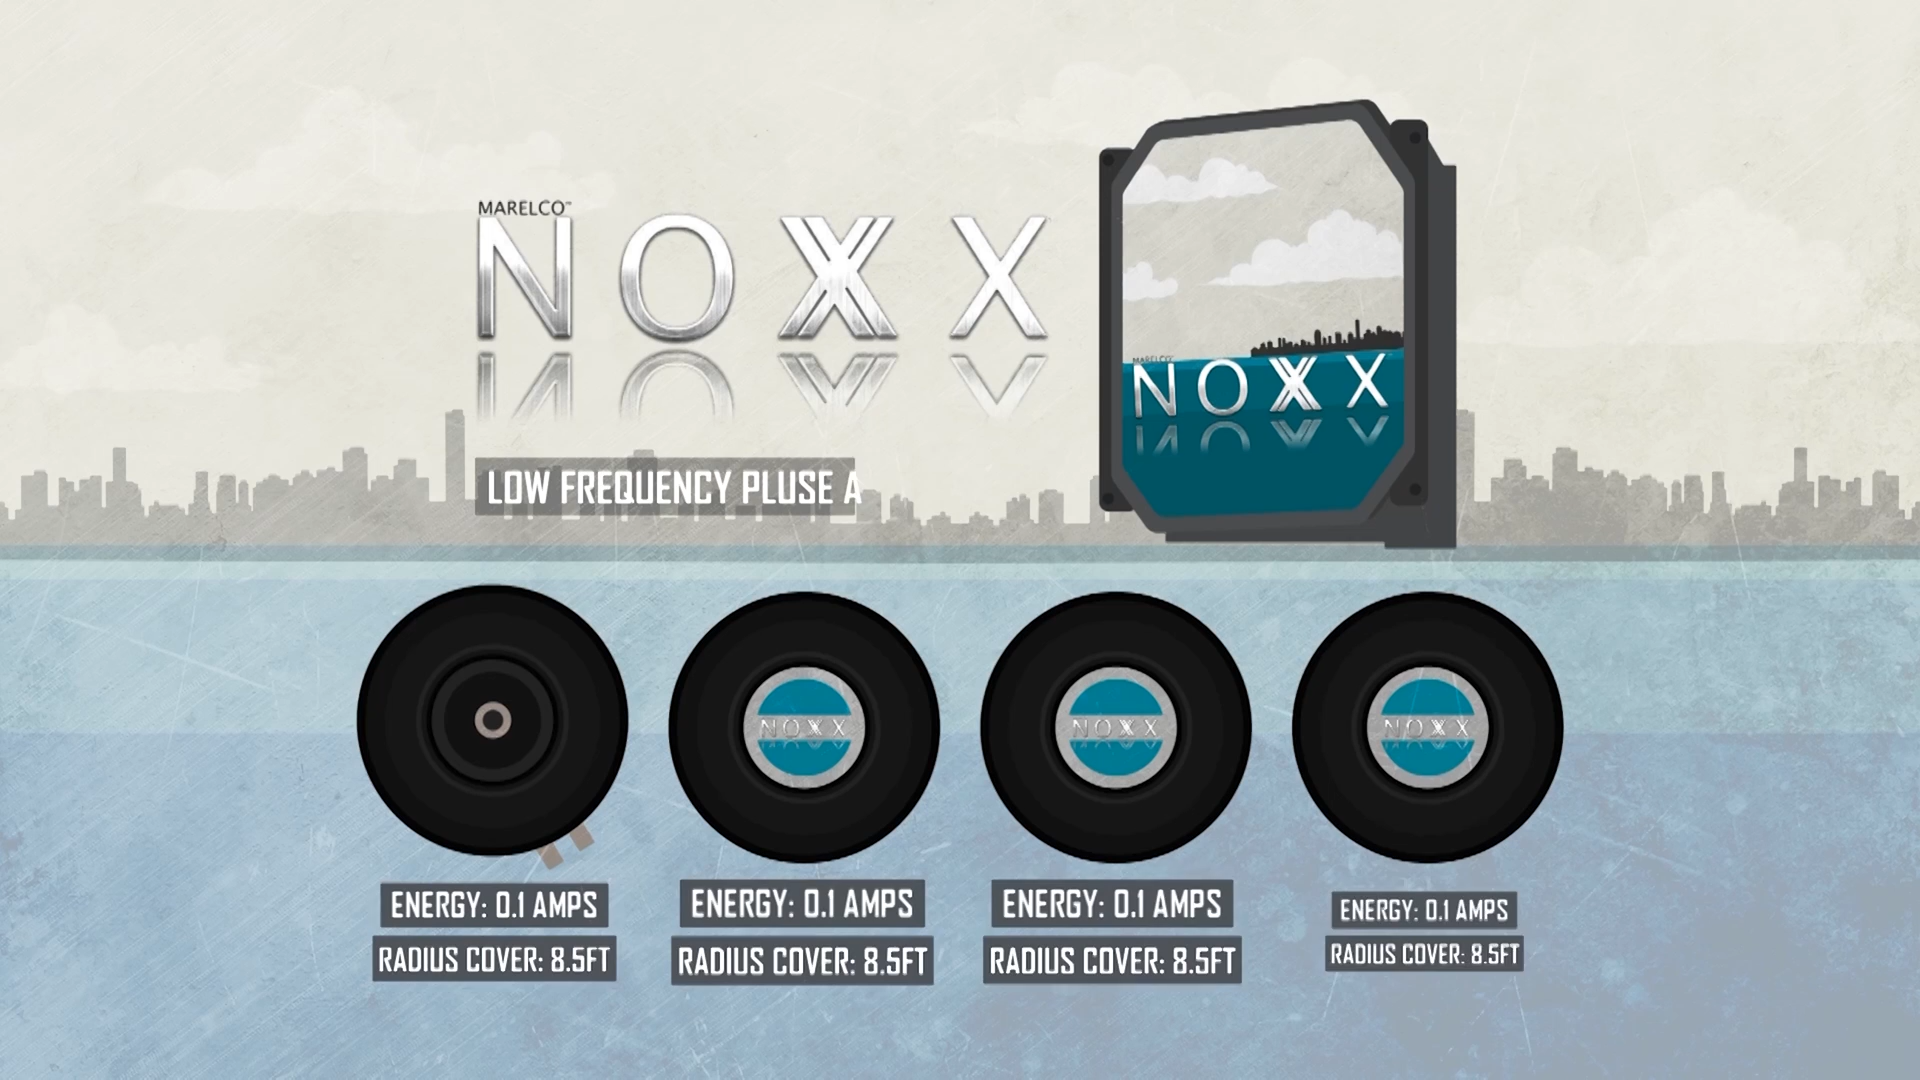 MARELCO™
NOXX
LOW FREQUENCY PLUSE A
MARELCO
NOXX
NOXX
NOXX
NOXX
ENERGY: 0.1 AMPS
RADIUS COVER: 8.5FT
ENERGY: 0.1 AMPS
RADIUS COVER: 8.5FT
ENERGY: 0.1 AMPS
RADIUS COVER: 8.5FT
ENERGY: 0.1 AMPS
RADIUS COVER: 8.5FT